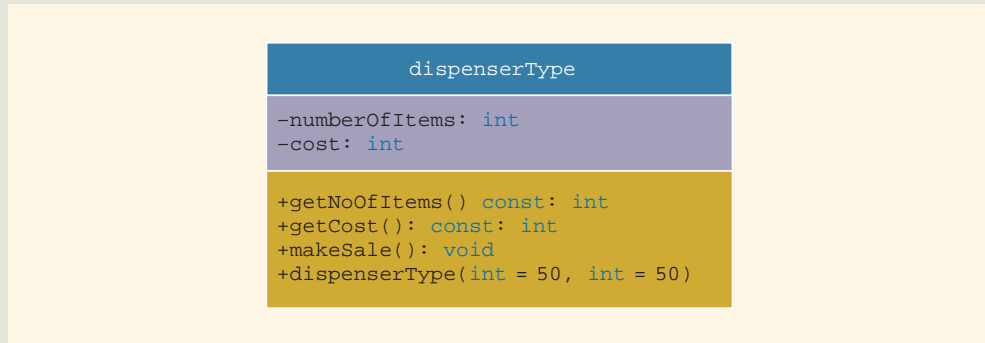 dispenserType
-numberOfItems: int
-cost: int
+getNoOfItems() const: int
+getCost(): const: int
+makeSale(): void
+dispenserType(int = 50, int = 50)